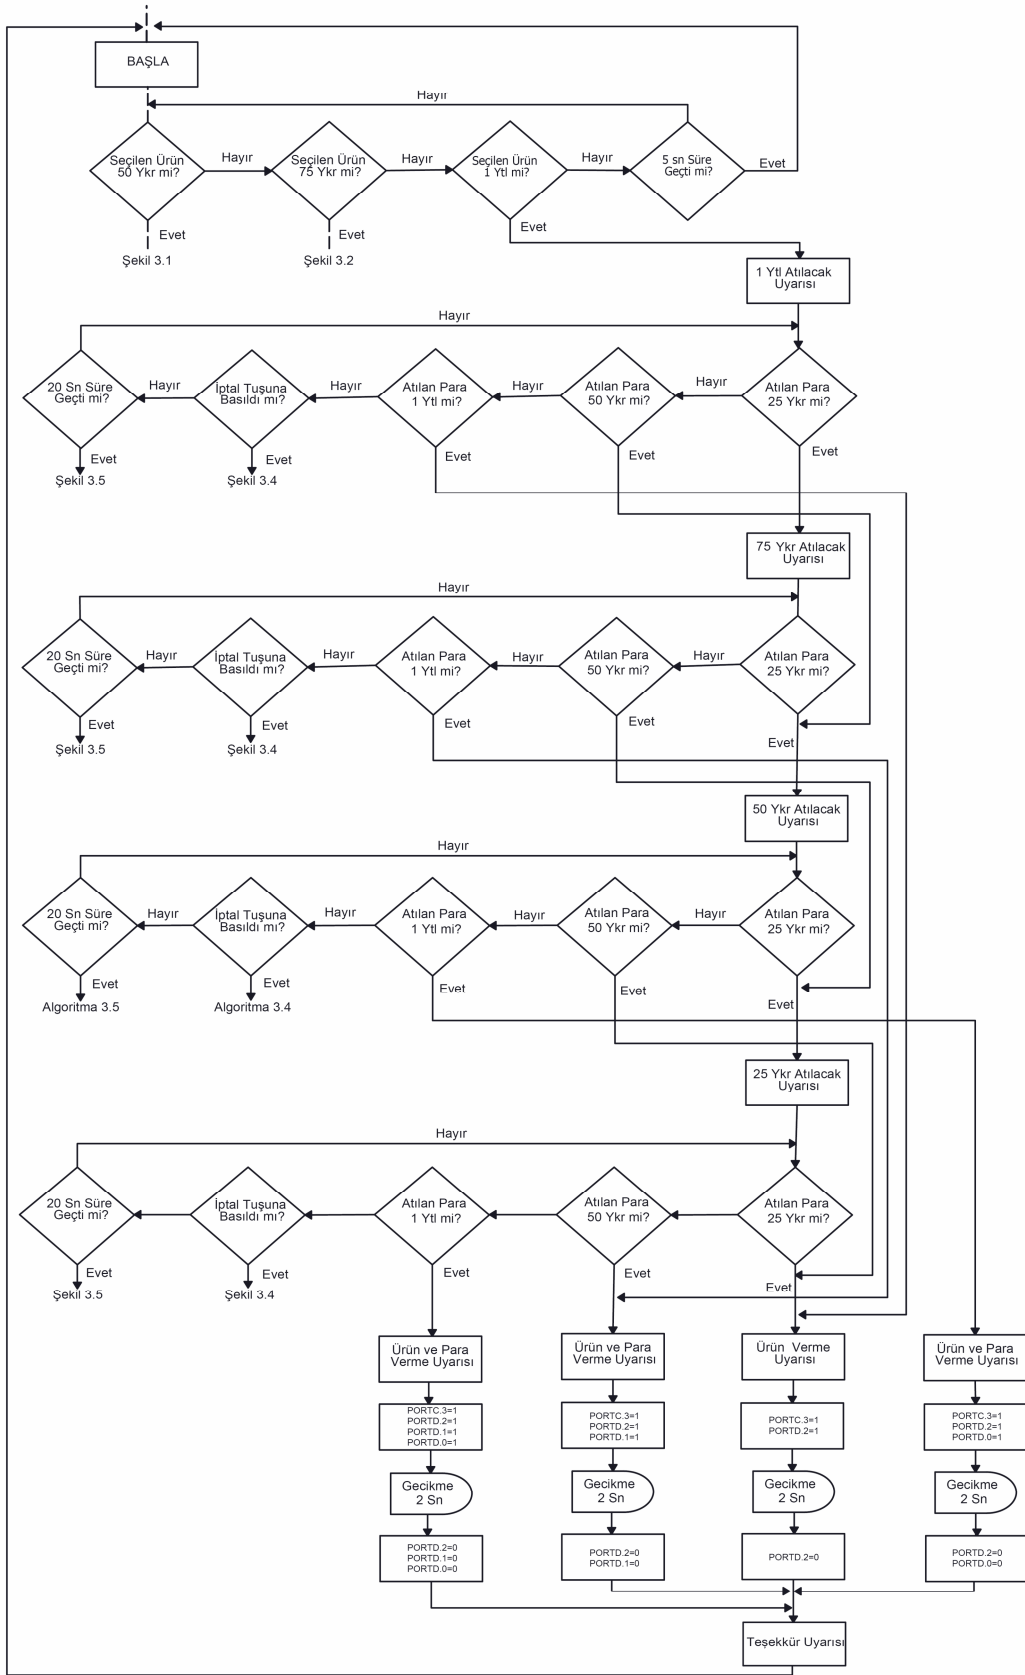 BAŞLA
Hayır
Seçilen Ürün
50 Ykr mi?
Hayır
Seçilen Ürün
75 Ykr mi?
Hayır
Seçilen Ürün
1 Ytl mi?
Hayır
5 sn Süre
Geçti mi?
Evet
Evet
Şekil 3.1
Evet
Şekil 3.2
Evet
1 Ytl Atılacak
Uyarısı
Hayır
20 Sn Süre
Geçti mi?
Hayır
İptal Tuşuna
Basıldı mı?
Hayır
Atılan Para
1 Ytl mi?
Hayır
Atılan Para
50 Ykr mi?
Hayır
Atılan Para
25 Ykr mi?
Evet
Şekil 3.5
Evet
Şekil 3.4
Evet
Evet
Evet
75 Ykr Atılacak
Uyarısı
Hayır
20 Sn Süre
Geçti mi?
Hayır
İptal Tuşuna
Basıldı mı?
Hayır
Atılan Para
1 Ytl mi?
Hayır
Atılan Para
50 Ykr mi?
Hayır
Atılan Para
25 Ykr mi?
Evet
Şekil 3.5
Evet
Şekil 3.4
Evet
Evet
Evet
50 Ykr Atılacak
Uyarısı
Hayır
20 Sn Süre
Geçti mi?
Hayır
İptal Tuşuna
Basıldı mı?
Hayır
Atılan Para
1 Ytl mi?
Hayır
Atılan Para
50 Ykr mi?
Hayır
Atılan Para
25 Ykr mi?
Evet
Algoritma 3.5
Evet
Algoritma 3.4
Evet
Evet
Evet
25 Ykr Atılacak
Uyarısı
Hayır
20 Sn Süre
Geçti mi?
İptal Tuşuna
Basıldı mı?
Atılan Para
1 Ytl mi?
Atılan Para
50 Ykr mi?
Atılan Para
25 Ykr mi?
Evet
Şekil 3.5
Evet
Şekil 3.4
Evet
Evet
Evet
Ürün ve Para
Verme Uyarısı
Ürün ve Para
Verme Uyarısı
Ürün Verme
Uyarısı
Ürün ve Para
Verme Uyarısı
PORTC.3=1
PORTD.2=1
PORTD.1=1
PORTD.0=1
PORTC.3=1
PORTD.2=1
PORTD.1=1
PORTC.3=1
PORTD.2=1
PORTC.3=1
PORTD.2=1
PORTD.0=1
Gecikme
2 Sn
Gecikme
2 Sn
Gecikme
2 Sn
Gecikme
2 Sn
PORTD.2=0
PORTD.1=0
PORTD.0=0
PORTD.2=0
PORTD.1=0
PORTD.2=0
PORTD.2=0
PORTD.0=0
Teşekkür Uyarısı